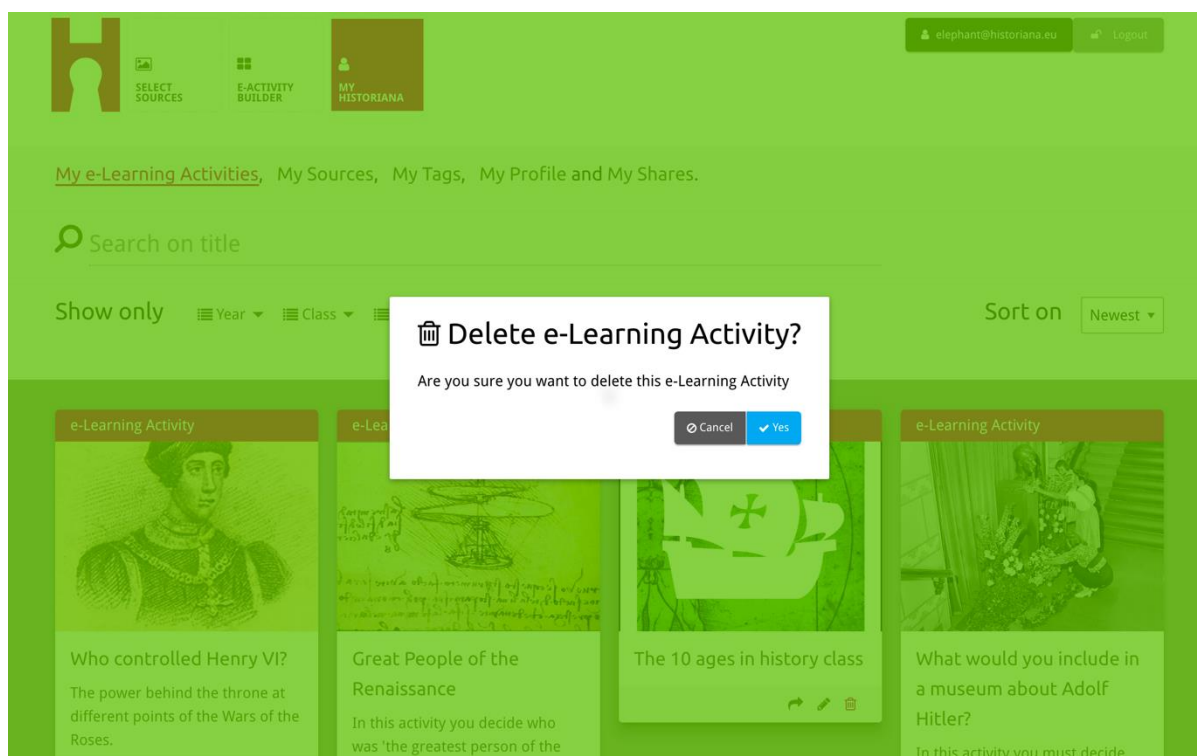 elephant@historiana.eu Logout
SELECT
SOURCES
E-ACTIVITY
BUILDER
MY
HISTORIANA
My e-Learning Activities, My Sources, My Tags, My Profile and My Shares.
Search on title
Show only Year Class
Sort on Newest
Delete e-Learning Activity?
Are you sure you want to delete this e-Learning Activity
Cancel Yes
e-Learning Activity
Who controlled Henry VI?
The power behind the throne at
different points of the Wars of the
Roses.
e-Lea
Great People of the
Renaissance
In this activity you decide who
was 'the greatest person of the
The 10 ages in history class
e-Learning Activity
What would you include in
a museum about Adolf
Hitler?
In this activity you must decide